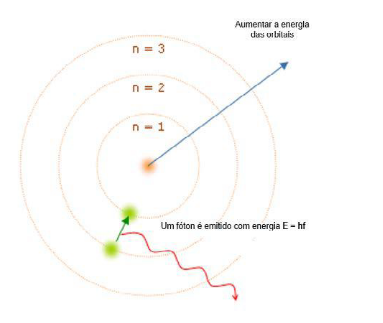 Aumentar a energia
das orbitais
n = 3
n = 2
n = 1
Um fóton é emitido com energia E = hf